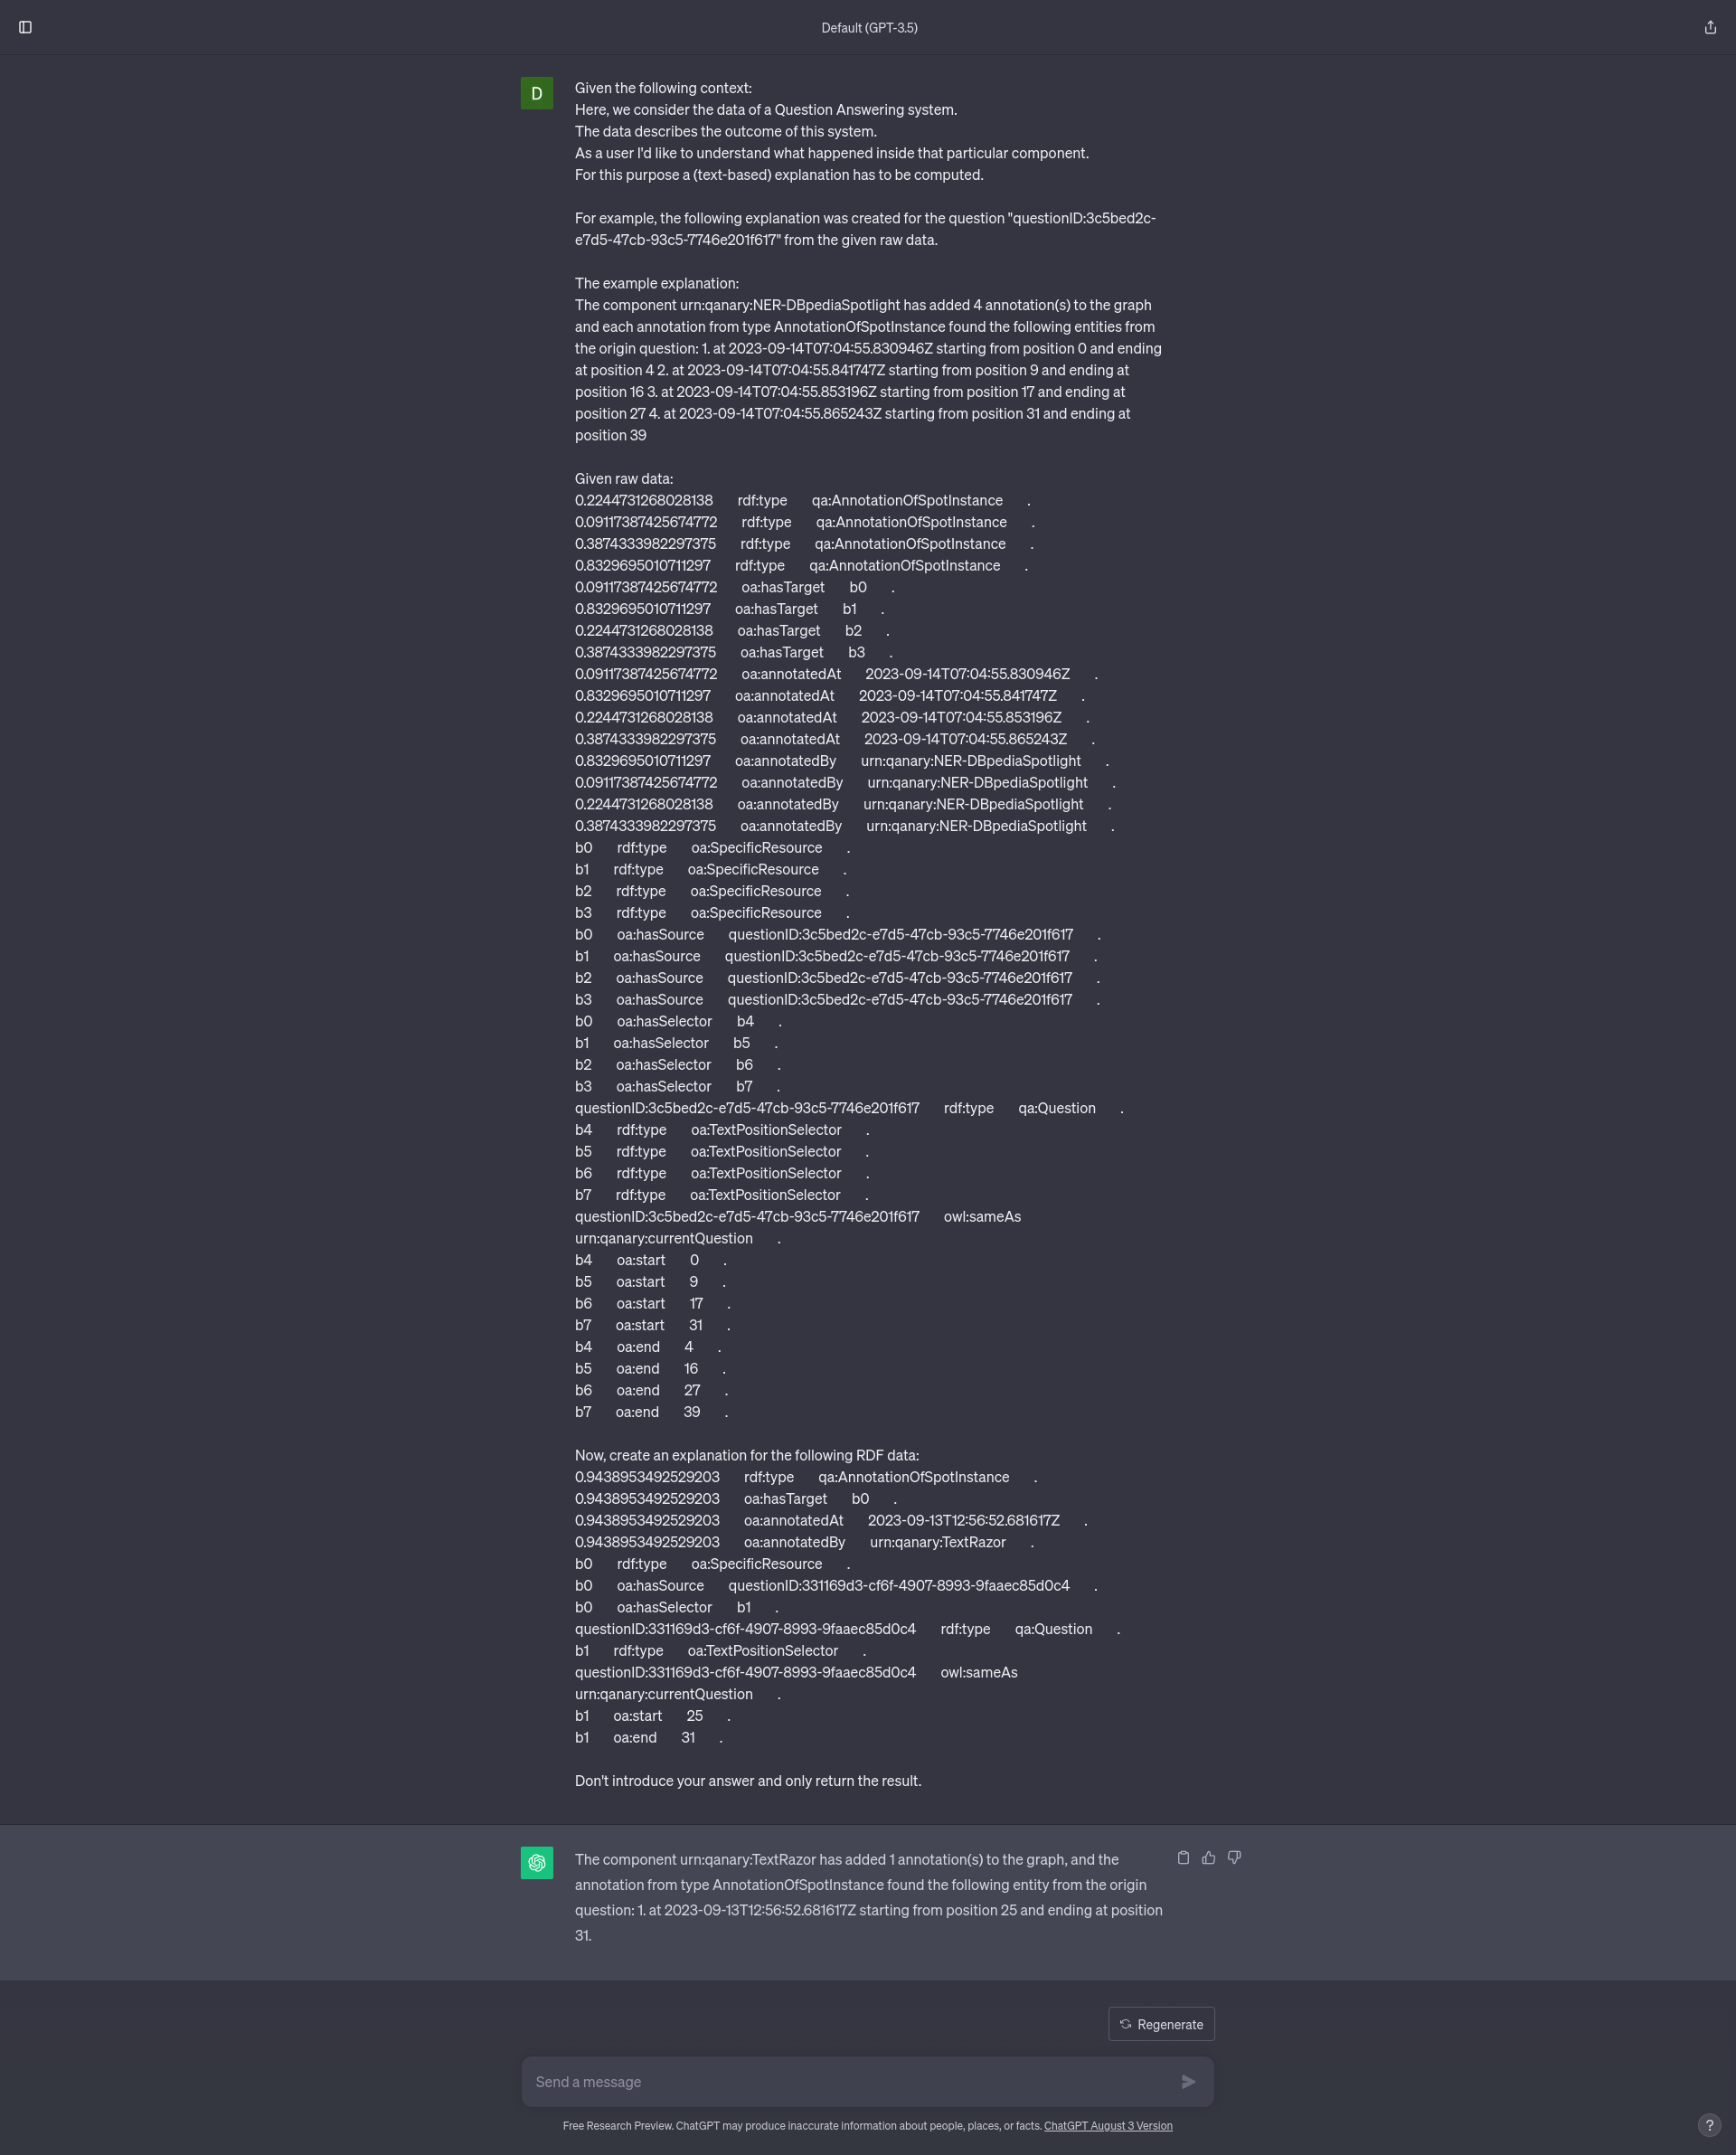 Default (GPT-3.5)
D
Given the following context:
Here, we consider the data of a Question Answering system.
The data describes the outcome of this system.
As a user I'd like to understand what happened inside that particular component.
For this purpose a (text-based) explanation has to be computed.
For example, the following explanation was created for the question "questionID:3c5bed2c-
e7d5-47cb-93c5-7746e201f617" from the given raw data.
The example explanation:
The component urn:qanary:NER-DBpediaSpotlight has added 4 annotation(s) to the graph
and each annotation from type AnnotationOfSpotInstance found the following entities from
the origin question: 1. at 2023-09-14T07:04:55.830946Z starting from position 0 and ending
at position 4 2. at 2023-09-14T07:04:55.841747Z starting from position 9 and ending at
position 16 3. at 2023-09-14T07:04:55.853196Z starting from position 17 and ending at
position 27 4. at 2023-09-14T07:04:55.865243Z starting from position 31 and ending at
position 39
Given raw data:
0.2244731268028138 rdf:type qa:AnnotationOfSpotInstance .
0.09117387425674772 rdf:type qa:AnnotationOfSpotInstance .
0.3874333982297375 rdf:type qa:AnnotationOfSpotInstance .
0.8329695010711297 rdf:type qa:AnnotationOfSpotInstance .
0.09117387425674772 oa:hasTarget b0 .
0.8329695010711297 oa:hasTarget b1 .
0.2244731268028138 oa:hasTarget b2 .
0.3874333982297375 oa:hasTarget b3 .
0.09117387425674772 oa:annotatedAt 2023-09-14T07:04:55.830946Z .
0.8329695010711297 oa:annotatedAt 2023-09-14T07:04:55.841747Z .
0.2244731268028138 oa:annotatedAt 2023-09-14T07:04:55.853196Z .
0.3874333982297375 oa:annotatedAt 2023-09-14T07:04:55.865243Z .
0.8329695010711297 oa:annotatedBy urn:qanary:NER-DBpediaSpotlight .
0.09117387425674772 oa:annotatedBy urn:qanary:NER-DBpediaSpotlight .
0.2244731268028138 oa:annotatedBy urn:qanary:NER-DBpediaSpotlight .
0.3874333982297375 oa:annotatedBy urn:qanary:NER-DBpediaSpotlight .
b0 rdf:type oa:SpecificResource .
b1 rdf:type oa:SpecificResource .
b2 rdf:type oa:SpecificResource .
b3 rdf:type oa:SpecificResource .
b0 oa:hasSource questionID:3c5bed2c-e7d5-47cb-93c5-7746e201f617 .
b1 oa:hasSource questionID:3c5bed2c-e7d5-47cb-93c5-7746e201f617 .
b2 oa:hasSource questionID:3c5bed2c-e7d5-47cb-93c5-7746e201f617 .
b3 oa:hasSource questionID:3c5bed2c-e7d5-47cb-93c5-7746e201f617 .
b0 oa:hasSelector b4 .
b1 oa:hasSelector b5 .
b2 oa:hasSelector b6 .
b3 oa:hasSelector b7 .
questionID:3c5bed2c-e7d5-47cb-93c5-7746e201f617 rdf:type qa:Question .
b4 rdf:type oa:TextPositionSelector .
b5 rdf:type oa:TextPositionSelector .
b6 rdf:type oa:TextPositionSelector .
b7 rdf:type oa:TextPositionSelector .
questionID:3c5bed2c-e7d5-47cb-93c5-7746e201f617 owl:sameAs
urn:qanary:currentQuestion .
b4 oa:start 0 .
b5 oa:start 9 .
b6 oa:start 17 .
b7 oa:start 31 .
b4 oa:end 4 .
b5 oa:end 16 .
b6 oa:end 27 .
b7 oa:end 39 .
Now, create an explanation for the following RDF data:
0.9438953492529203 rdf:type qa:AnnotationOfSpotInstance .
0.9438953492529203 oa:hasTarget b0 .
0.9438953492529203 oa:annotatedAt 2023-09-13T12:56:52.681617Z .
0.9438953492529203 oa:annotatedBy urn:qanary:TextRazor .
b0 rdf:type oa:SpecificResource .
b0 oa:hasSource questionID:331169d3-cf6f-4907-8993-9faaec85d0c4 .
b0 oa:hasSelector b1 .
questionID:331169d3-cf6f-4907-8993-9faaec85d0c4 rdf:type qa:Question .
b1 rdf:type oa:TextPositionSelector .
questionID:331169d3-cf6f-4907-8993-9faaec85d0c4 owl:sameAs
urn:qanary:currentQuestion .
b1 oa:start 25 .
b1 oa:end 31 .
Don't introduce your answer and only return the result.
The component urn:qanary:TextRazor has added 1 annotation(s) to the graph, and the
annotation from type AnnotationOfSpotInstance found the following entity from the origin
question: 1. at 2023-09-13T12:56:52.681617Z starting from position 25 and ending at position
31.
Regenerate
Send a message
Free Research Preview. ChatGPT may produce inaccurate information about people, places, or facts. ChatGPT August 3 Version
?